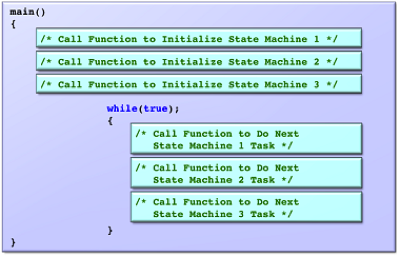 main()
{
/* Call Function to Initialize State Machine 1 */
/* Call Function to Initialize State Machine 2 */
/* Call Function to Initialize State Machine 3 */
while(true);
{
/* Call Function to Do Next
State Machine 1 Task */
/* Call Function to Do Next
State Machine 2 Task */
/* Call Function to Do Next
State Machine 3 Task */
}
}